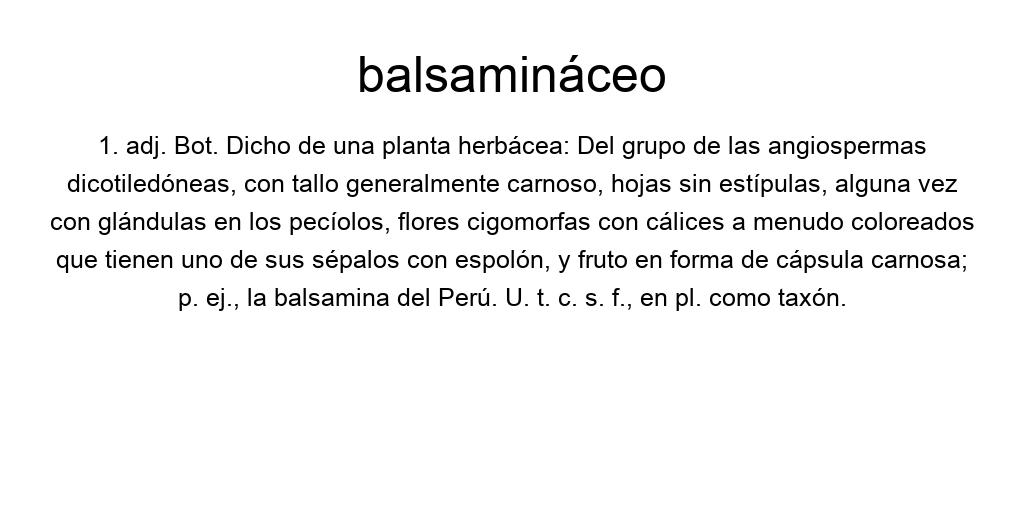 balsamináceo
1. adj. Bot. Dicho de una planta herbácea: Del grupo de las angiospermas
dicotiledóneas, con tallo generalmente carnoso, hojas sin estípulas, alguna vez
con glándulas en los pecíolos, flores cigomorfas con cálices a menudo coloreados
que tienen uno de sus sépalos con espolón, y fruto en forma de cápsula carnosa;
p. ej., la balsamina del Perú. U. t. c. s. f., en pl. como taxón.